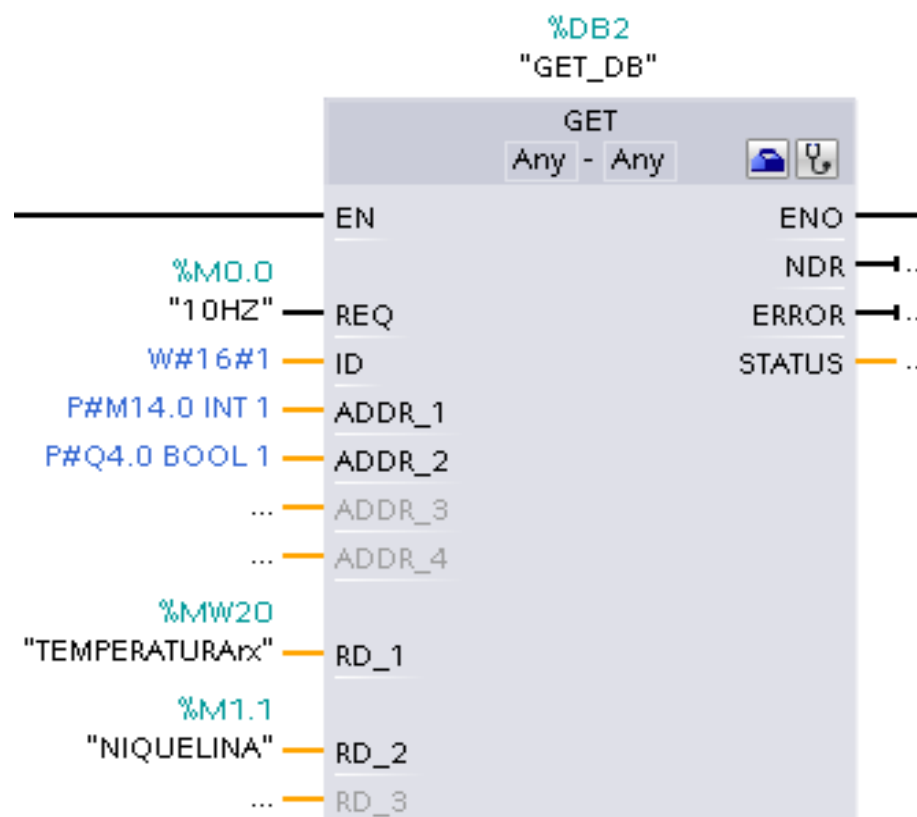 %DB2
"GET_DB"
GET
Any - Any
EN ENO
%M0.0 NDR ...
"10HZ" REQ ERROR ...
W#16#1 ID STATUS ...
P#M14.0 INT 1 ADDR_1
P#Q4.0 BOOL 1 ADDR_2
... ADDR_3
... ADDR_4
%MW20
"TEMPERATURArx" RD_1
%M1.1
"NIQUELINA" RD_2
... RD_3